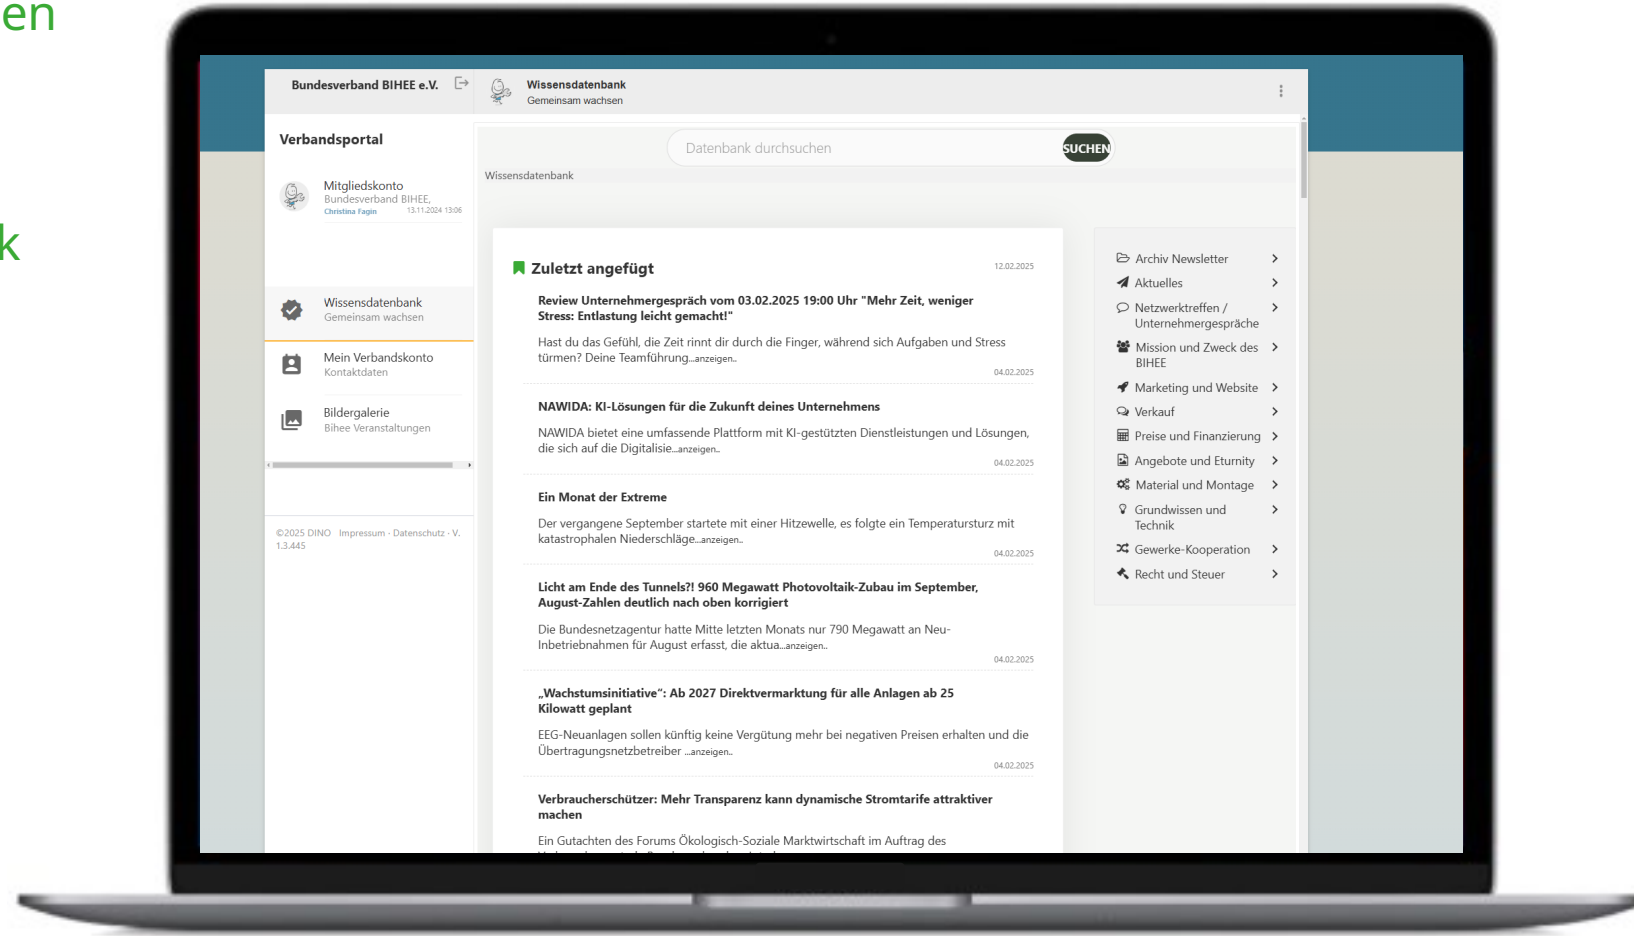 en
k
Bundesverband BIHEE e.V.
Wissensdatenbank
Gemeinsam wachsen
Verbandsportal
Mitgliedskonto
Bundesverband BIHEE,
Christina Fagin 13.11.2024 13:06
Wissensdatenbank
Gemeinsam wachsen
Mein Verbandskonto
Kontaktdaten
Bildergalerie
Bihee Veranstaltungen
©2025 DINO Impressum - Datenschutz - V.
1.3.445
Datenbank durchsuchen
SUCHEN
Wissensdatenbank
Zuletzt angefügt
12.02.2025
Review Unternehmergespräch vom 03.02.2025 19:00 Uhr "Mehr Zeit, weniger
Stress: Entlastung leicht gemacht!"
Hast du das Gefühl, die Zeit rinnt dir durch die Finger, während sich Aufgaben und Stress
türmen? Deine Teamführung...anzeigen..
04.02.2025
NAWIDA: KI-Lösungen für die Zukunft deines Unternehmens
NAWIDA bietet eine umfassende Plattform mit KI-gestützten Dienstleistungen und Lösungen,
die sich auf die Digitalisie...anzeigen..
04.02.2025
Ein Monat der Extreme
Der vergangene September startete mit einer Hitzewelle, es folgte ein Temperatursturz mit
katastrophalen Niederschläge...anzeigen..
04.02.2025
Licht am Ende des Tunnels?! 960 Megawatt Photovoltaik-Zubau im September,
August-Zahlen deutlich nach oben korrigiert
Die Bundesnetzagentur hatte Mitte letzten Monats nur 790 Megawatt an Neu-
Inbetriebnahmen für August erfasst, die aktua...anzeigen..
04.02.2025
„Wachstumsinitiative“: Ab 2027 Direktvermarktung für alle Anlagen ab 25
Kilowatt geplant
EEG-Neuanlagen sollen künftig keine Vergütung mehr bei negativen Preisen erhalten und die
Übertragungsnetzbetreiber ...anzeigen..
04.02.2025
Verbraucherschützer: Mehr Transparenz kann dynamische Stromtarife attraktiver
machen
Ein Gutachten des Forums Ökologisch-Soziale Marktwirtschaft im Auftrag des
Archiv Newsletter
Aktuelles
Netzwerktreffen /
Unternehmergespräche
Mission und Zweck des
BIHEE
Marketing und Website
Verkauf
Preise und Finanzierung
Angebote und Eturnity
Material und Montage
Grundwissen und
Technik
Gewerke-Kooperation
Recht und Steuer